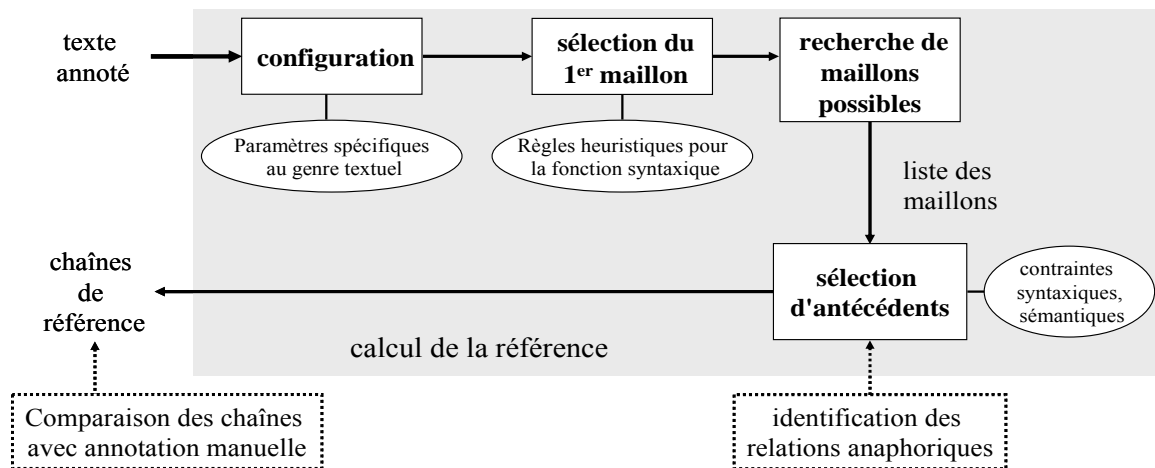 texte
annoté
configuration
sélection du
1er maillon
recherche de
maillons
possibles
Paramètres spécifiques
au genre textuel
Règles heuristiques pour
la fonction syntaxique
liste des
maillons
chaînes
de
référence
sélection
d'antécédents
contraintes
syntaxiques,
sémantiques
calcul de la référence
Comparaison des chaînes
avec annotation manuelle
identification des
relations anaphoriques